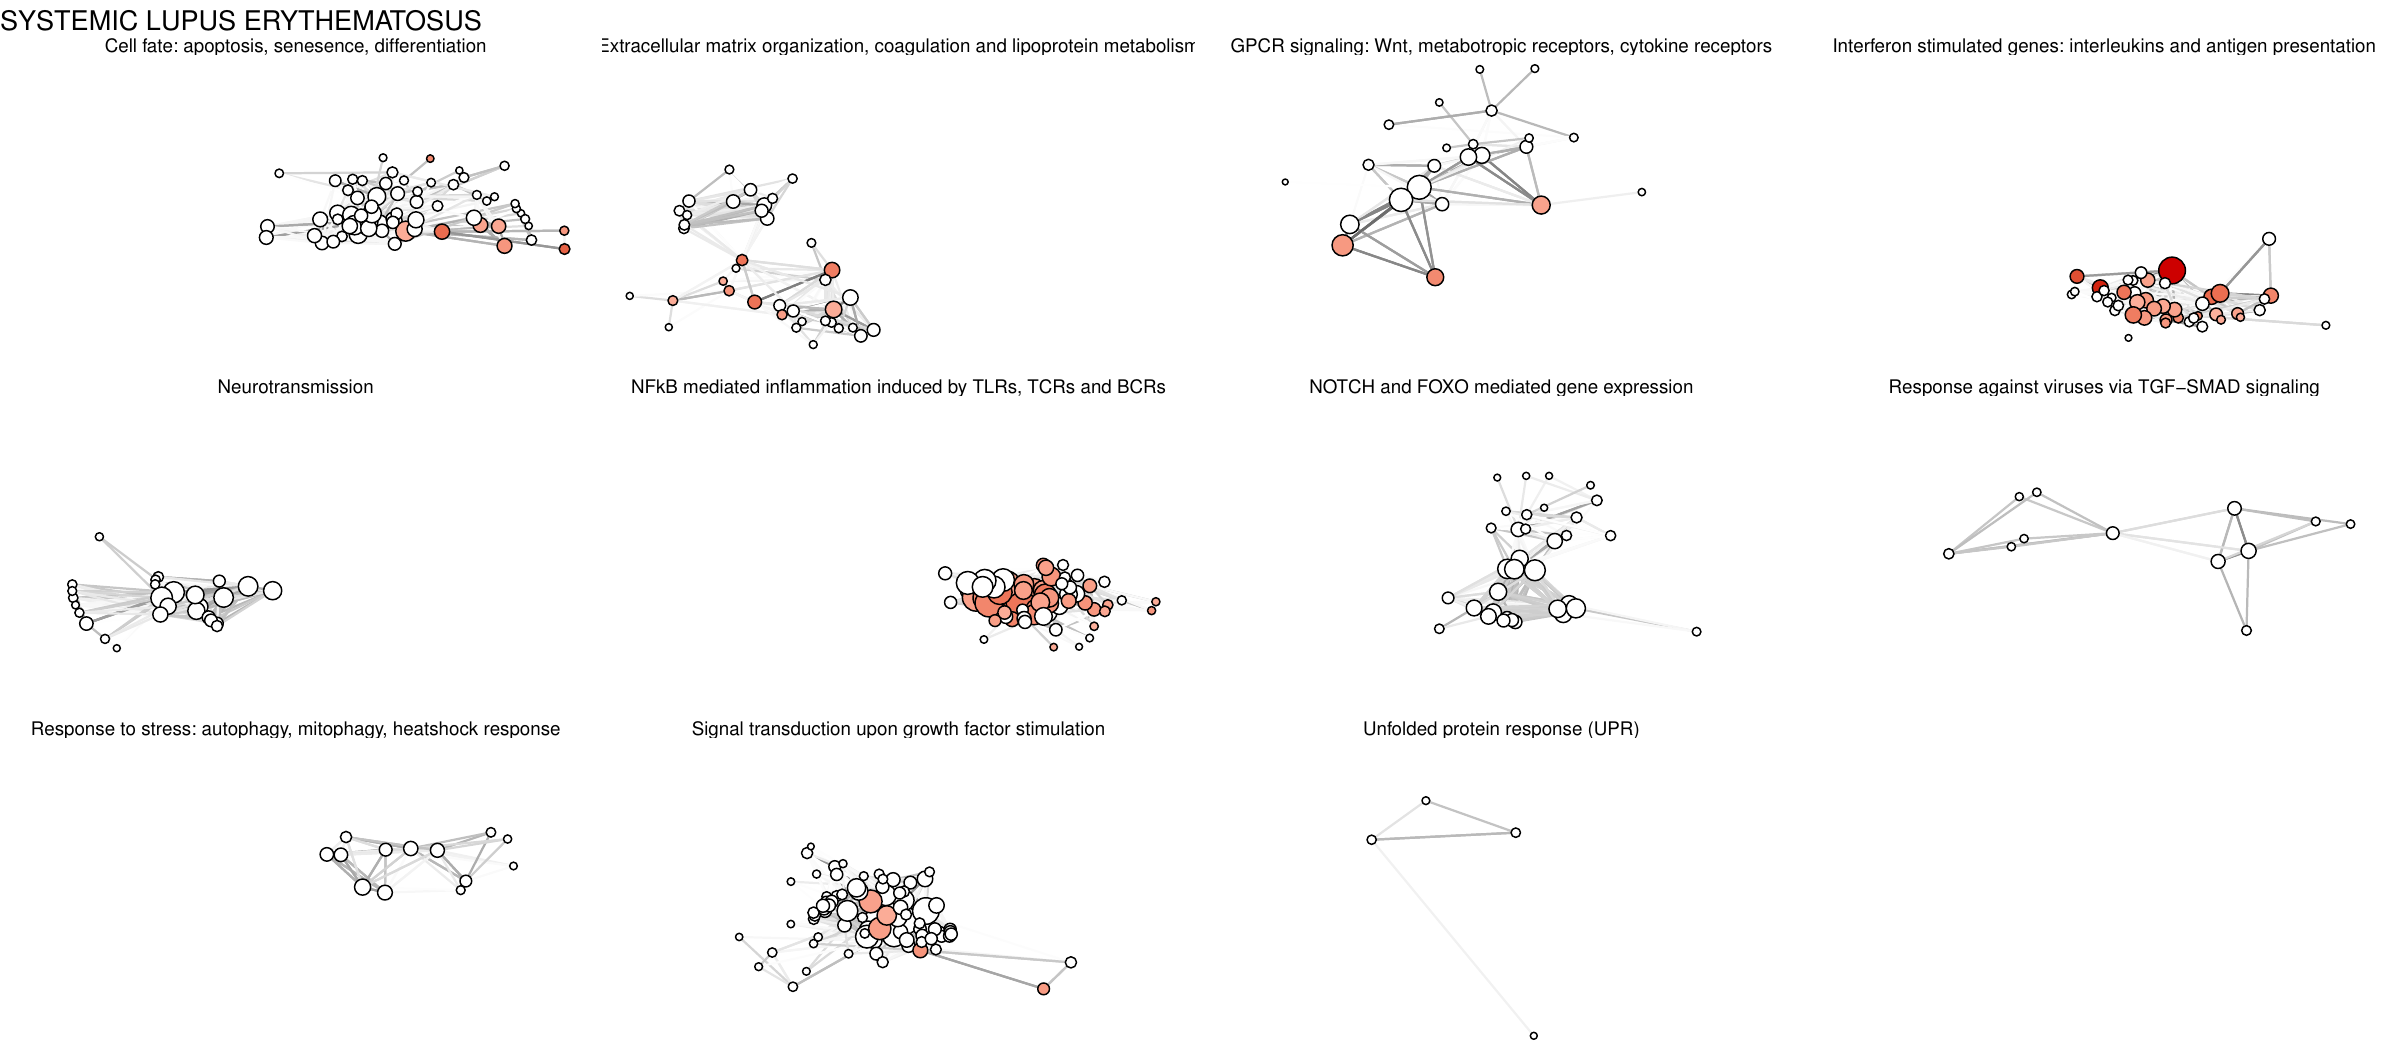 SYSTEMIC LUPUS ERYTHEMATOSUS
Cell fate: apoptosis, senesence, differentiation
Extracellular matrix organization, coagulation and lipoprotein metabolism
GPCR signaling: Wnt, metabotropic receptors, cytokine receptors
Interferon stimulated genes: interleukins and antigen presentation
Neurotransmission
NFkB mediated inflammation induced by TLRs, TCRs and BCRs
NOTCH and FOXO mediated gene expression
Response against viruses via TGF−SMAD signaling
Response to stress: autophagy, mitophagy, heatshock response
Signal transduction upon growth factor stimulation
Unfolded protein response (UPR)